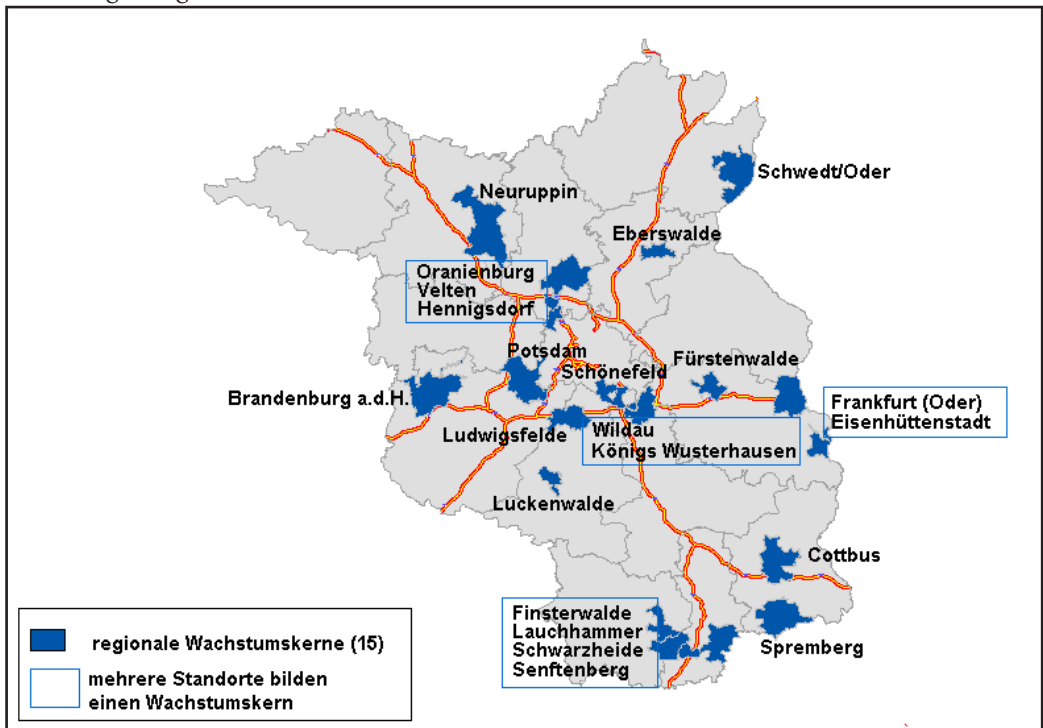 Schwedt/Oder
Neuruppin
Eberswalde
Oranienburg
Velten
Hennigsdorf
Potsdam
Schönefeld
Fürstenwalde
Brandenburg a.d.H.
Frankfurt (Oder)
Eisenhüttenstadt
Ludwigsfelde
Wildau
Königs Wusterhausen
Luckenwalde
Cottbus
Finsterwalde
Lauchhammer
Schwarzheide
Senftenberg
Spremberg
regionale Wachstumskerne (15)
mehrere Standorte bilden
einen Wachstumskern